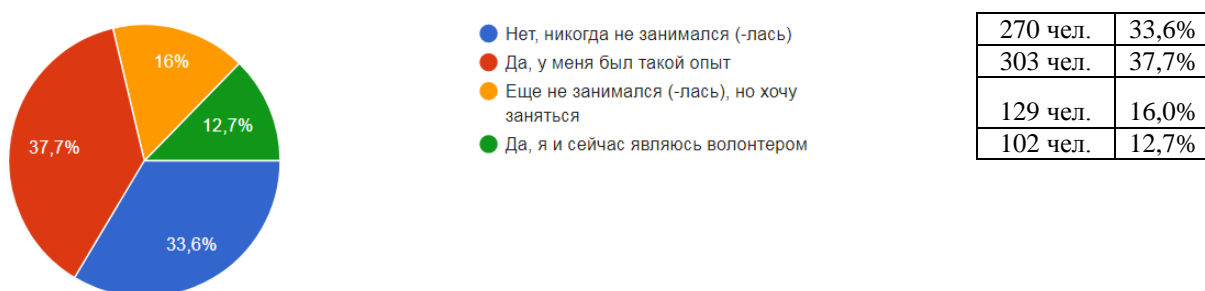 16%
12,7%
37,7%
33,6%
Нет, никогда не занимался (-лась)
Да, у меня был такой опыт
Еще не занимался (-лась), но хочу
заняться
Да, я и сейчас являюсь волонтером
270 чел. 33,6%
303 чел. 37,7%
129 чел. 16,0%
102 чел. 12,7%